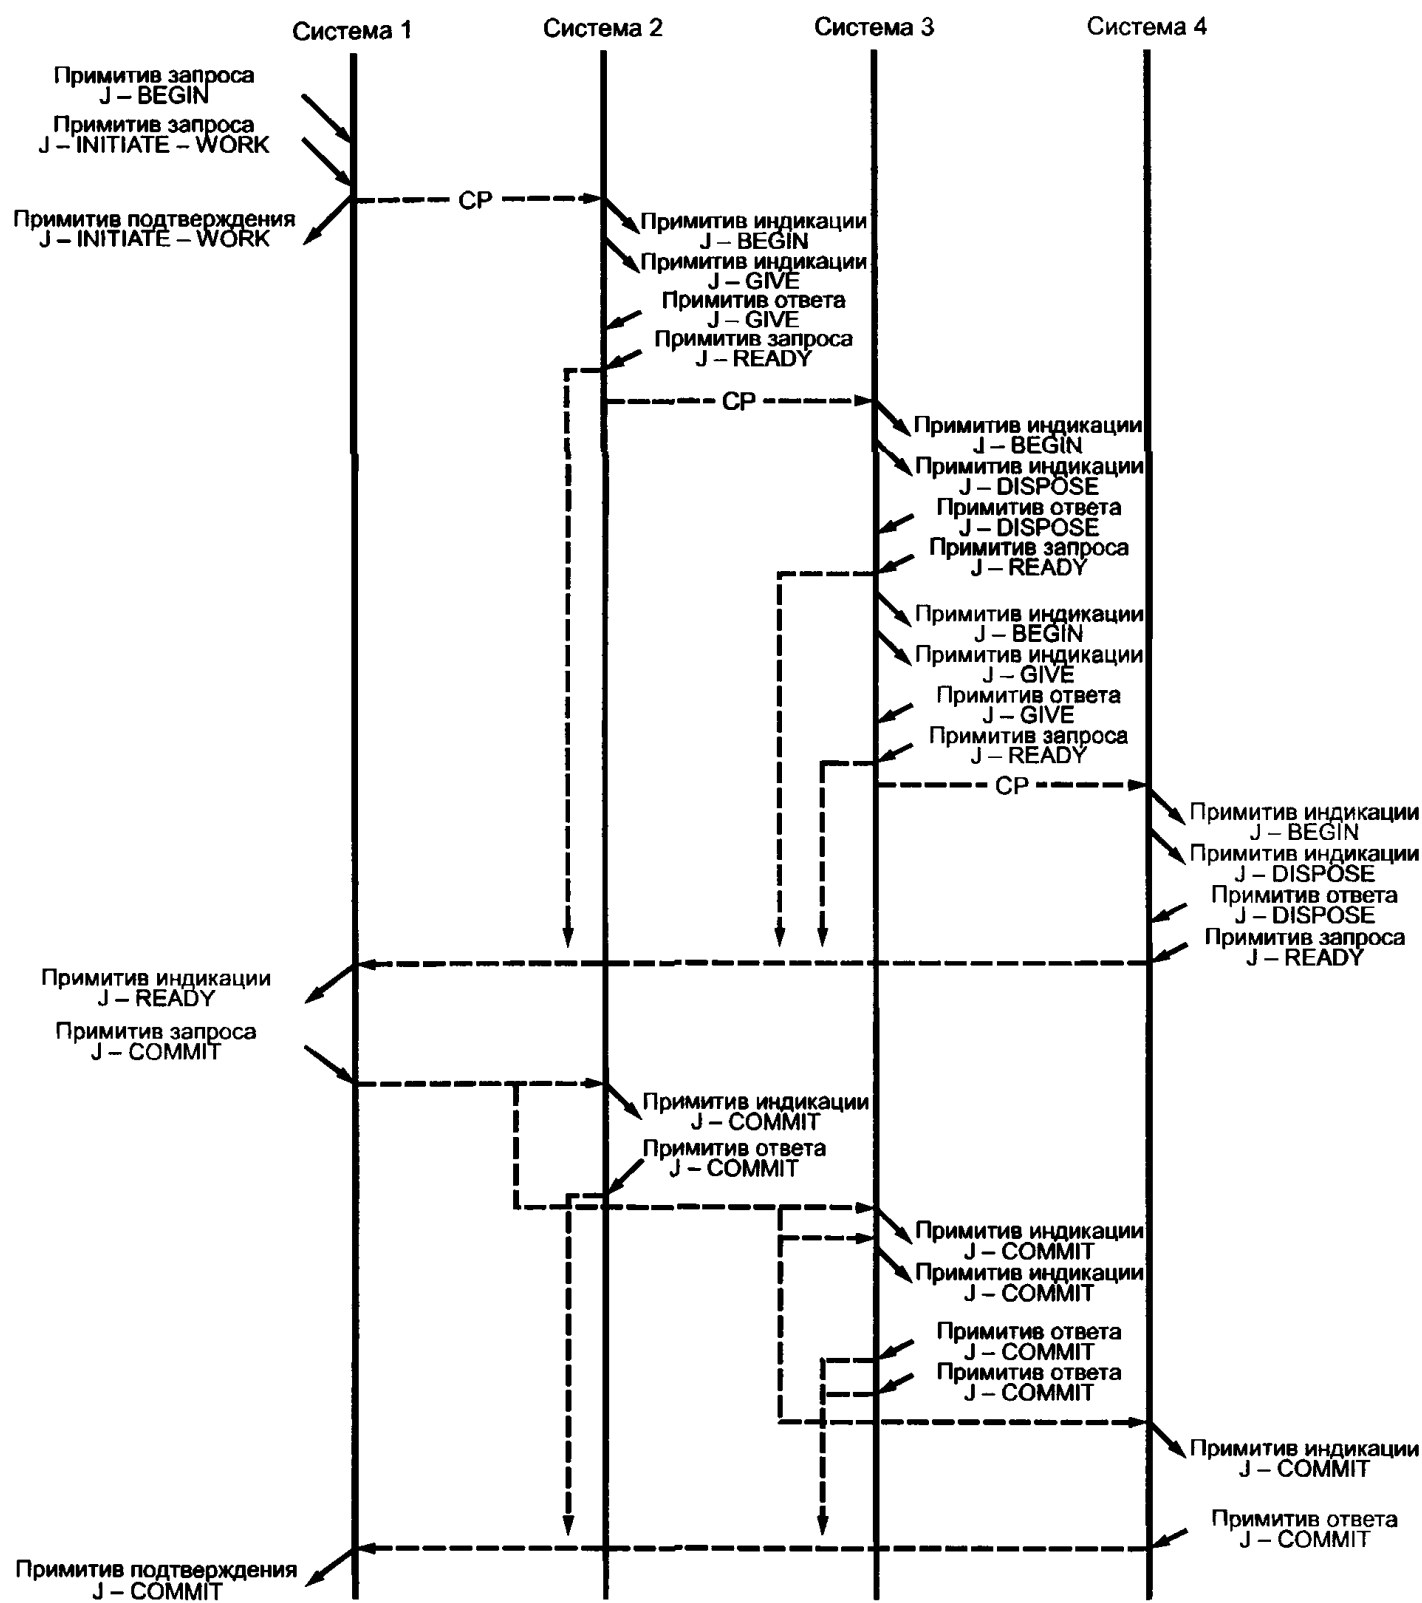 Система 1
Система 2
Система 3
Система 4
Примитив запроса
J – BEGIN
Примитив запроса
J – INITIATE – WORK
СР
Примитив подтверждения
J – INITIATE – WORK
Примитив индикации
J – BEGIN
Примитив индикации
J – GIVE
Примитив ответа
J – GIVE
Примитив запроса
J – READY
СР
Примитив индикации
J – BEGIN
Примитив индикации
J – DISPOSE
Примитив ответа
J – DISPOSE
Примитив запроса
J – READY
Примитив индикации
J – BEGIN
Примитив индикации
J – GIVE
Примитив ответа
J – GIVE
Примитив запроса
J – READY
СР
Примитив индикации
J – BEGIN
Примитив индикации
J – DISPOSE
Примитив ответа
J – DISPOSE
Примитив запроса
J – READY
Примитив индикации
J – READY
Примитив запроса
J – COMMIT
Примитив индикации
J – COMMIT
Примитив ответа
J – COMMIT
Примитив индикации
J – COMMIT
Примитив индикации
J – COMMIT
Примитив ответа
J – COMMIT
Примитив ответа
J – COMMIT
Примитив индикации
J – COMMIT
Примитив ответа
J – COMMIT
Примитив подтверждения
J – COMMIT